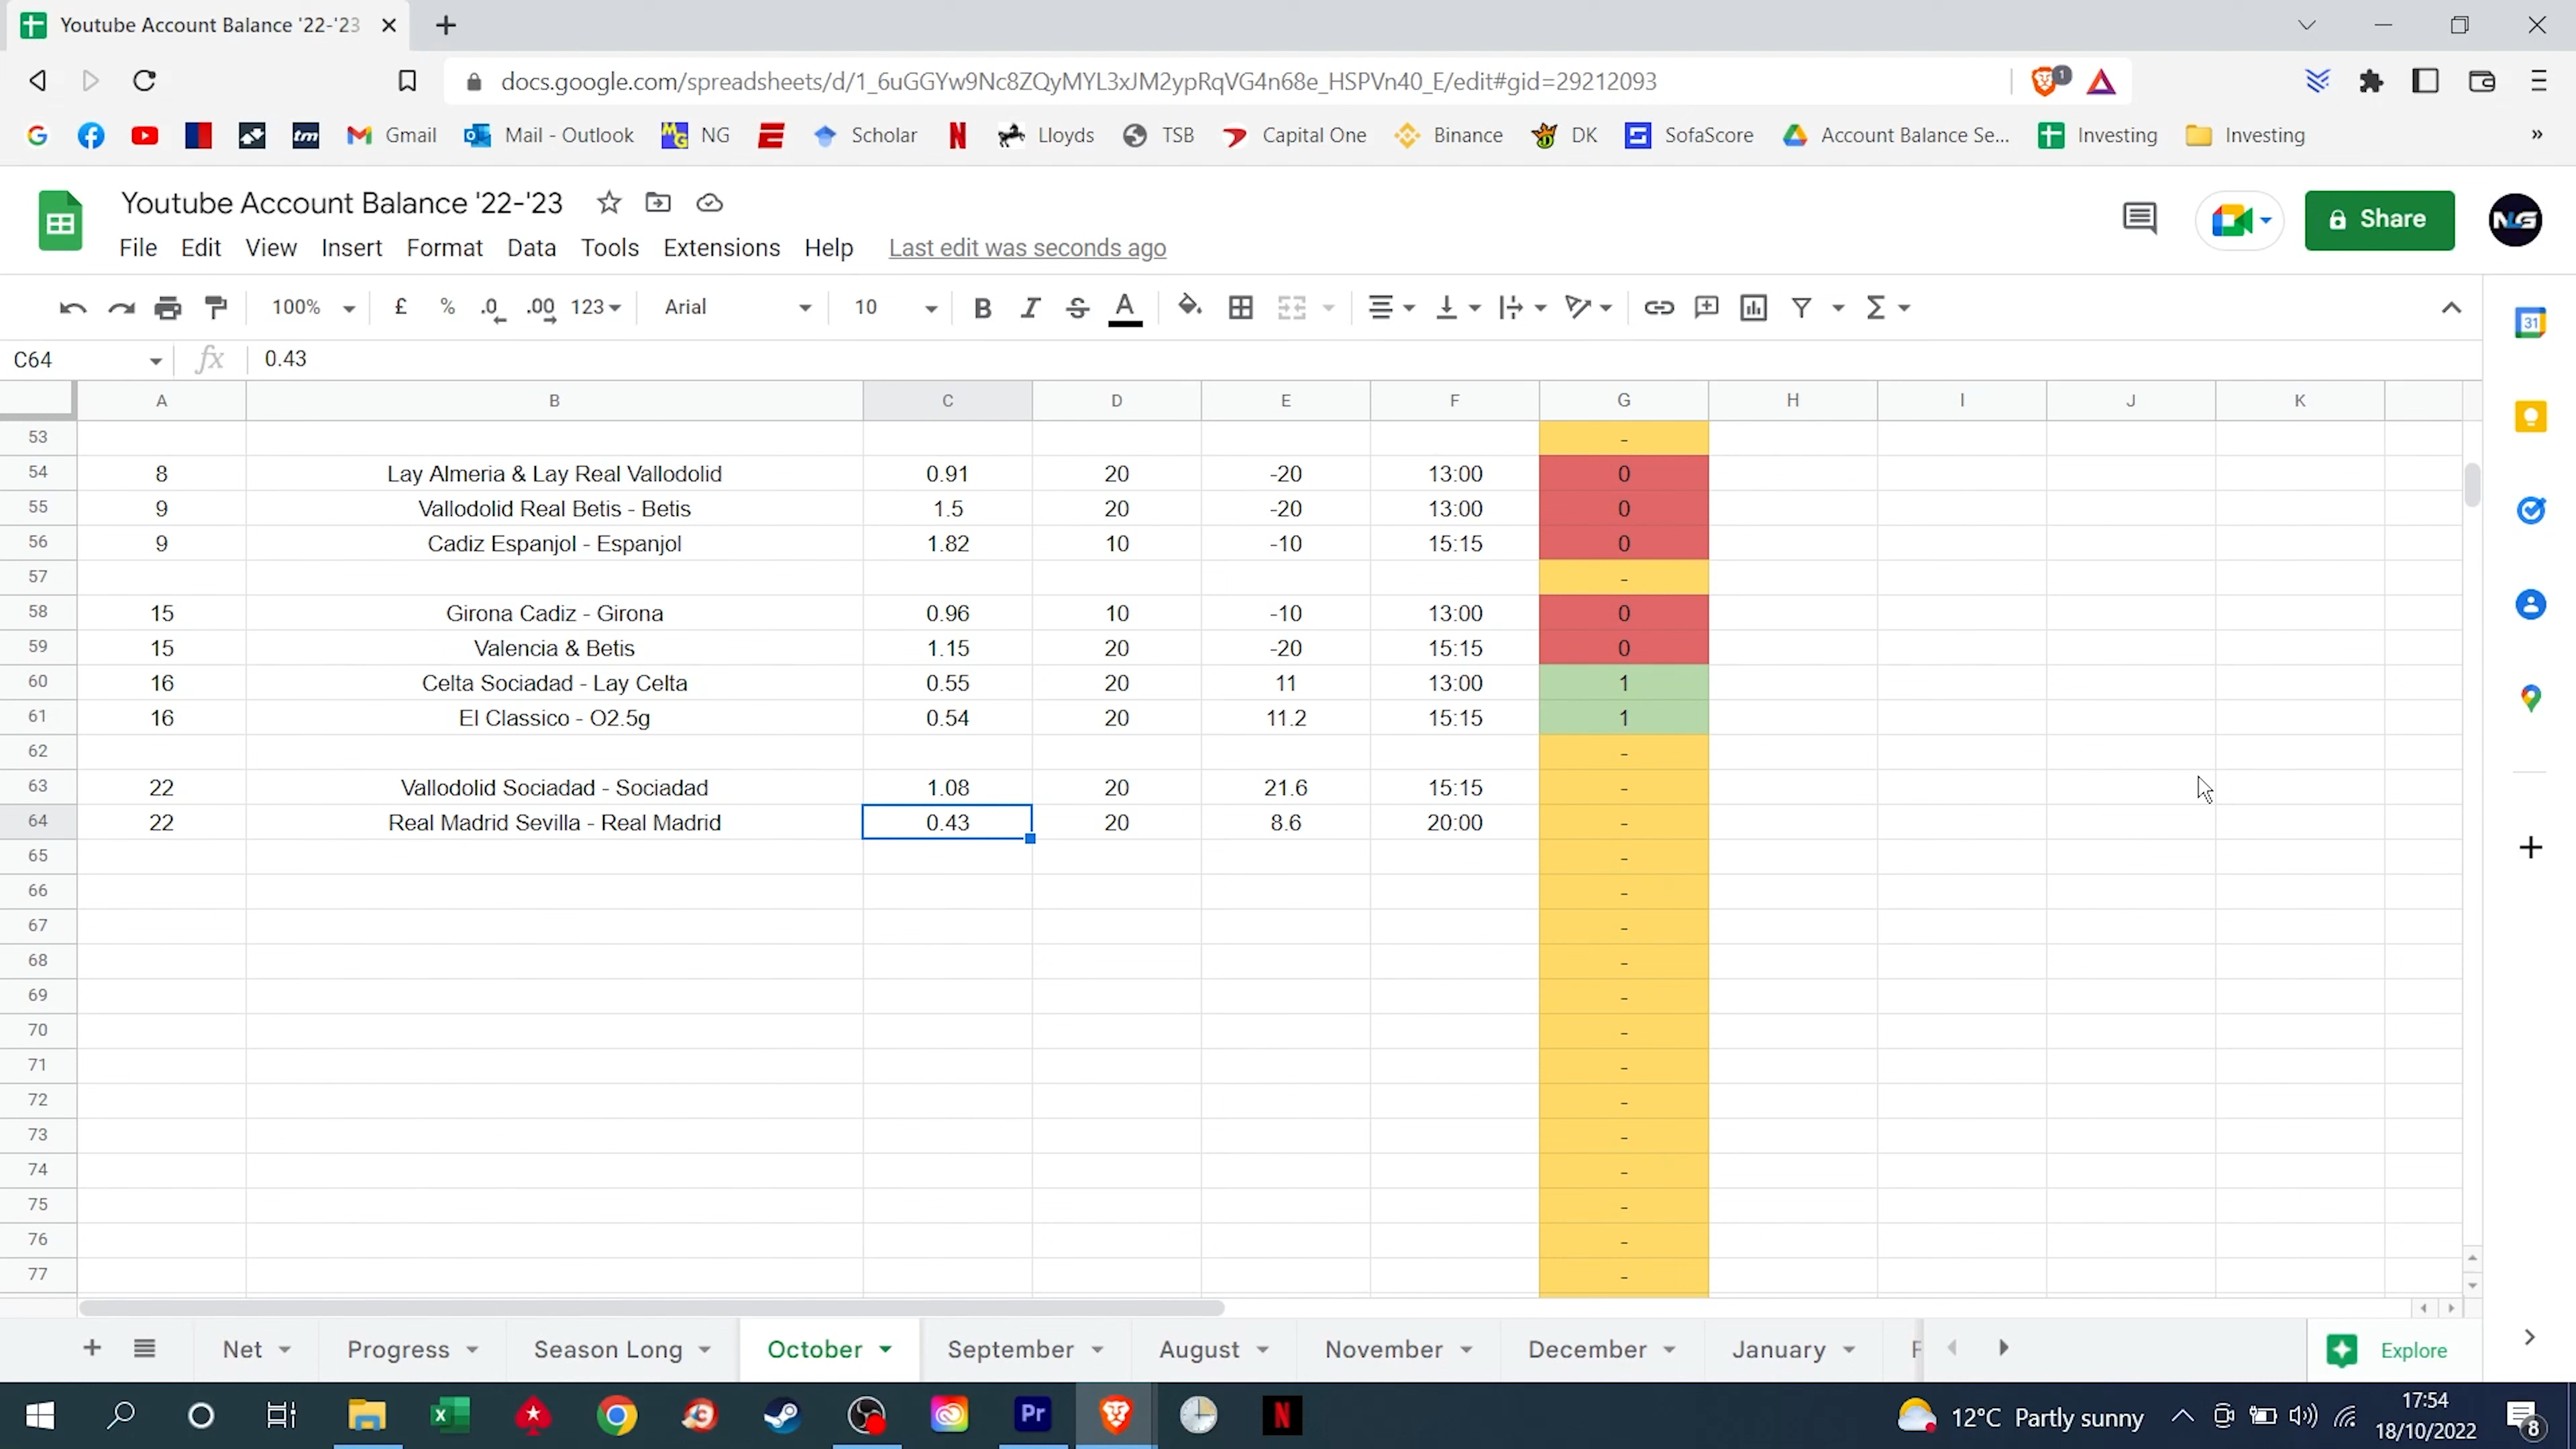 Youtube Account Balance '22-'23
docs.google.com/spreadsheets/d/1_6uGGYw9Nc8ZQyMYL3xJM2ypRqVG4n68e_HSPVn40_E/edit#gid=29212093
1
tm Gmail Mail - Outlook NG Scholar Lloyds TSB Capital One Binance DK SofaScore Account Balance Se... Investing Investing »
Youtube Account Balance '22-'23
File Edit View Insert Format Data Tools Extensions Help Last edit was seconds ago
Share
NLG
100% £ % .0 .00 123 Arial 10 B I S A Σ
31
C64 fx 0.43
A B C D E F G H I J K
53 -
54 8 Lay Almeria & Lay Real Vallodolid 0.91 20 -20 13:00 0
55 9 Vallodolid Real Betis - Betis 1.5 20 -20 13:00 0
56 9 Cadiz Espanjol - Espanjol 1.82 10 -10 15:15 0
57 -
58 15 Girona Cadiz - Girona 0.96 10 -10 13:00 0
59 15 Valencia & Betis 1.15 20 -20 15:15 0
60 16 Celta Sociadad - Lay Celta 0.55 20 11 13:00 1
61 16 El Classico - O2.5g 0.54 20 11.2 15:15 1
62 -
63 22 Vallodolid Sociadad - Sociadad 1.08 20 21.6 15:15 -
64 22 Real Madrid Sevilla - Real Madrid 0.43 20 8.6 20:00 -
65 -
66 -
67 -
68 -
69 -
70 -
71 -
72 -
73 -
74 -
75 -
76 -
77 -
Net Progress Season Long October September August November December January F Explore
Pr 12°C Partly sunny 17:54
18/10/2022 8